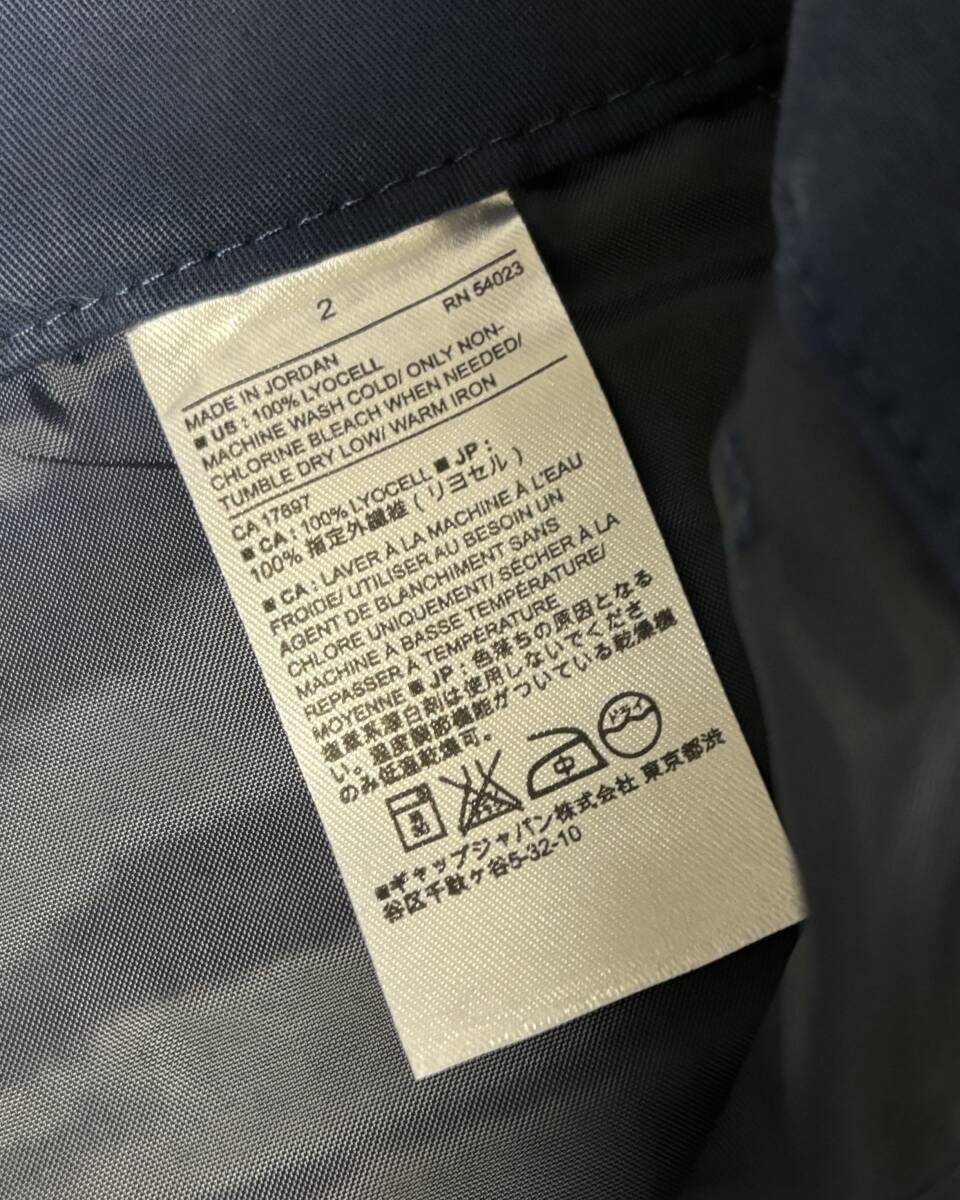 2
RN 54023
MADE IN JORDAN
■ US : 100% LYOCELL
MACHINE WASH COLD/ ONLY NON-
CHLORINE BLEACH WHEN NEEDED/
TUMBLE DRY LOW/ WARM IRON
CA 17897
■ CA : 100% LYOCELL ■ JP :
100% 指定外繊維 ( リヨセル )
■ CA : LAVER À LA MACHINE À L'EAU
FROIDE/ UTILISER AU BESOIN UN
AGENT DE BLANCHIMENT SANS
CHLORE UNIQUEMENT/ SÉCHER À LA
MACHINE À BASSE TEMPÉRATURE/
REPASSER À TEMPÉRATURE
MOYENNE ■ JP : 色落ちの原因となる
塩素系漂白剤は使用しないでくださ
い。温度調節機能がついている乾燥機
のみ低温乾燥可。
中 ドライ
■ギャップジャパン株式会社 東京都渋
谷区千駄ヶ谷5-32-10